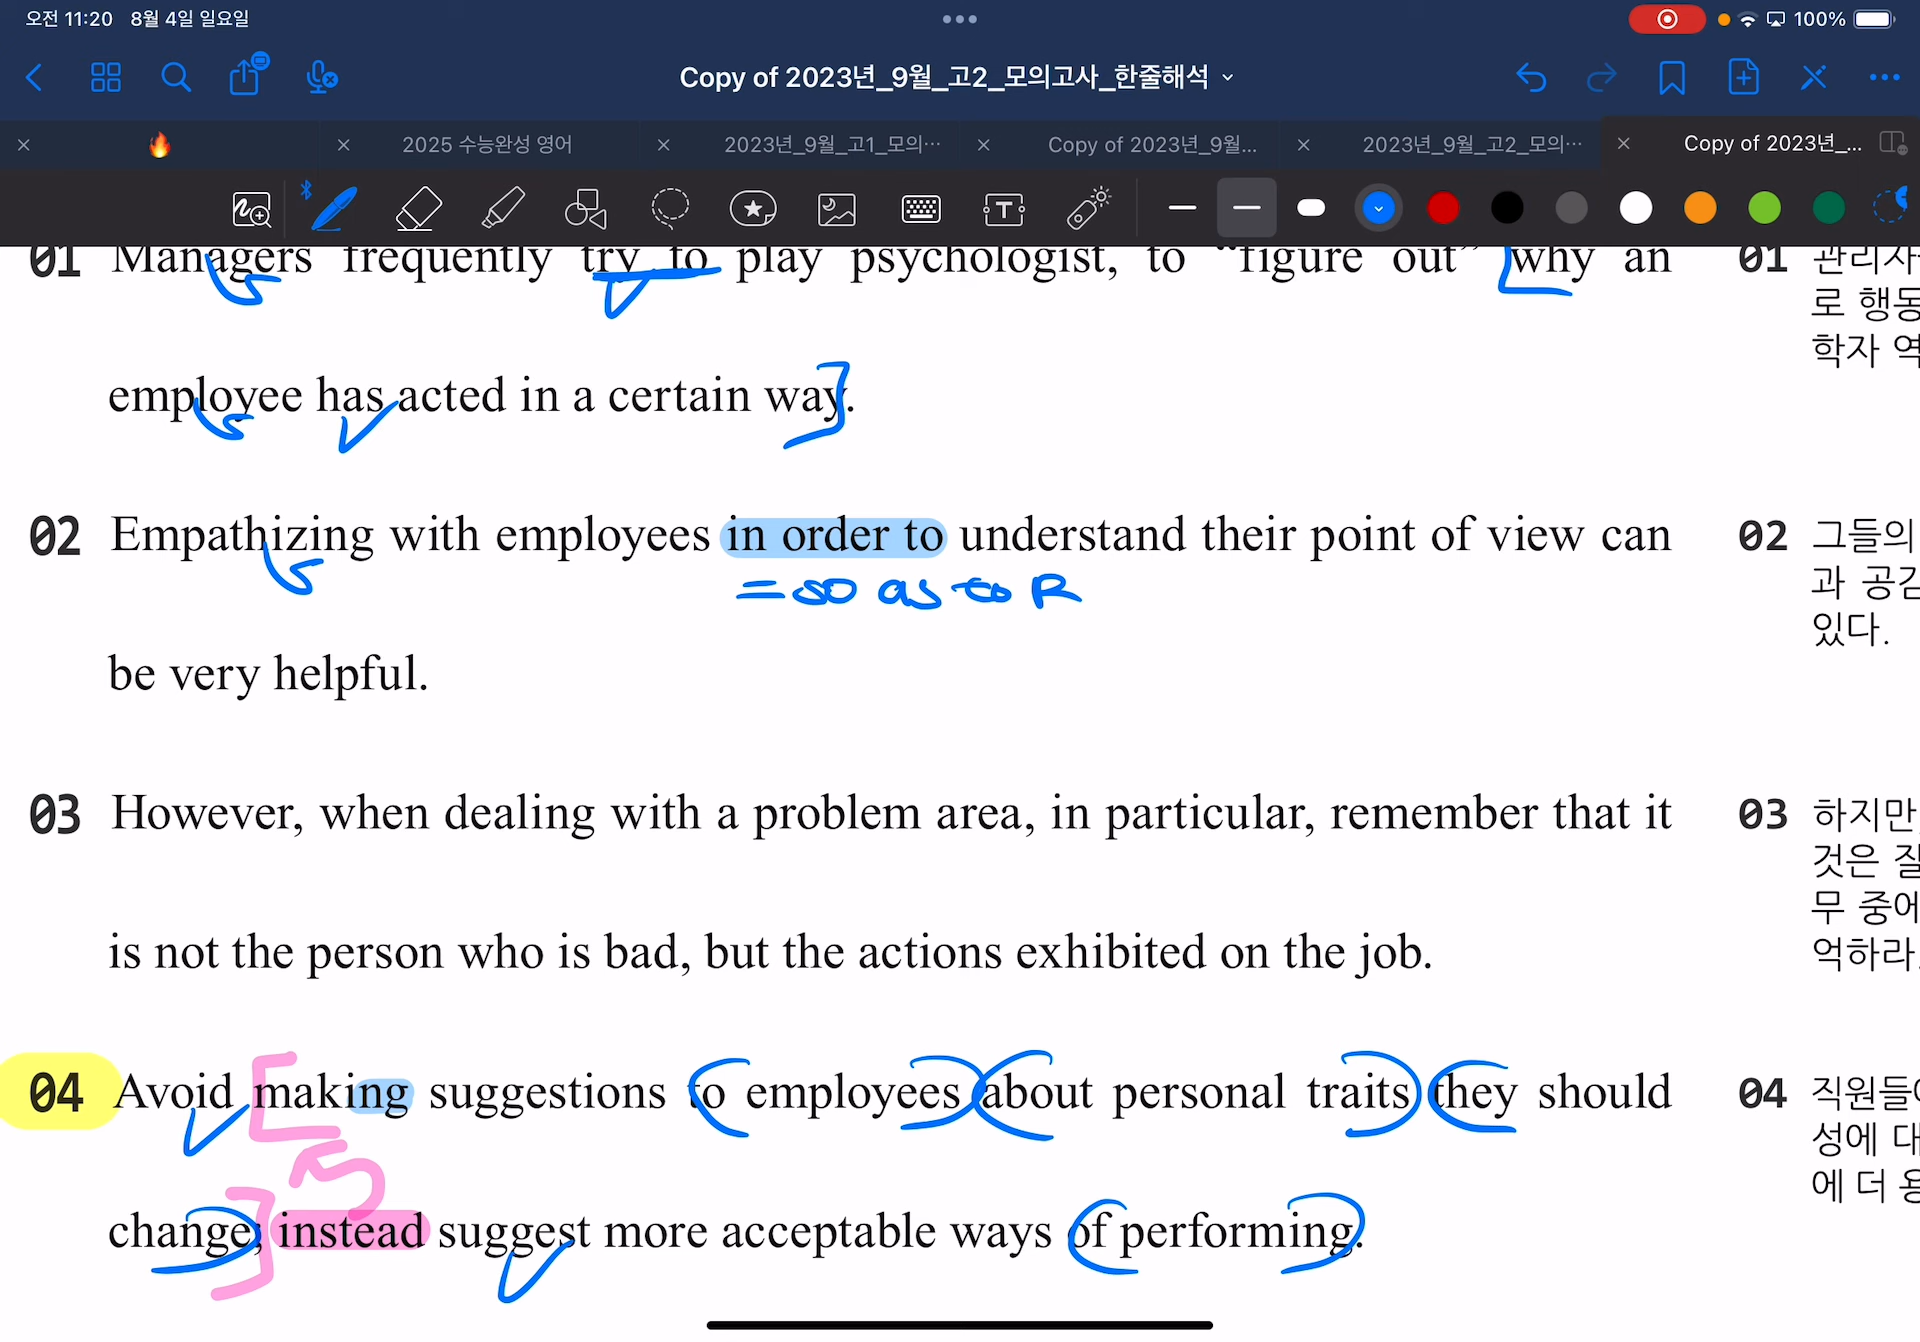 오전 11:20 8월 4일 일요일
100%
Copy of 2023년_9월_고2_모의고사_한줄해석
2025 수능완성 영어
2023년_9월_고1_모의…
Copy of 2023년_9월...
2023년_9월_고2_모의…
Copy of 2023년_...
01 Managers frequently try to play psychologist, to “figure out” why an
employee has acted in a certain way.
02 Empathizing with employees in order to understand their point of view can
= so as to R
be very helpful.
03 However, when dealing with a problem area, in particular, remember that it
is not the person who is bad, but the actions exhibited on the job.
04 Avoid making suggestions to employees about personal traits they should
change; instead suggest more acceptable ways of performing.
01 관리자
로 행동
학자 역
02 그들의
과 공감
있다.
03 하지만,
것은 잘
무 중에
억하라.
04 직원들에
성에 대
에 더 용